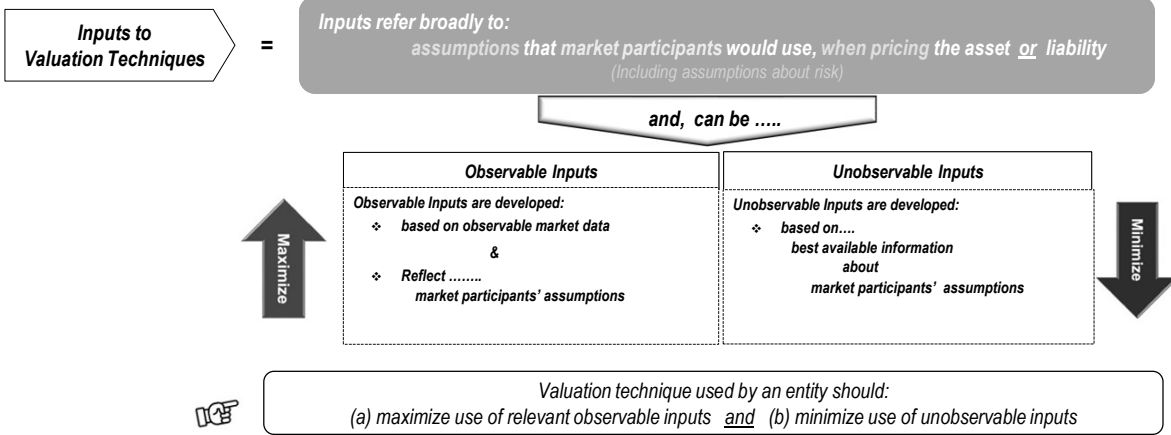 Inputs to
Valuation Techniques
=
Inputs refer broadly to:
assumptions that market participants would use, when pricing the asset or liability
(Including assumptions about risk)
and, can be …..
Observable Inputs
Observable Inputs are developed:
❖ based on observable market data
&
❖ Reflect ……..
market participants’ assumptions
Unobservable Inputs
Unobservable Inputs are developed:
❖ based on….
best available information
about
market participants’ assumptions
Maximize
Minimize
Valuation technique used by an entity should:
(a) maximize use of relevant observable inputs and (b) minimize use of unobservable inputs